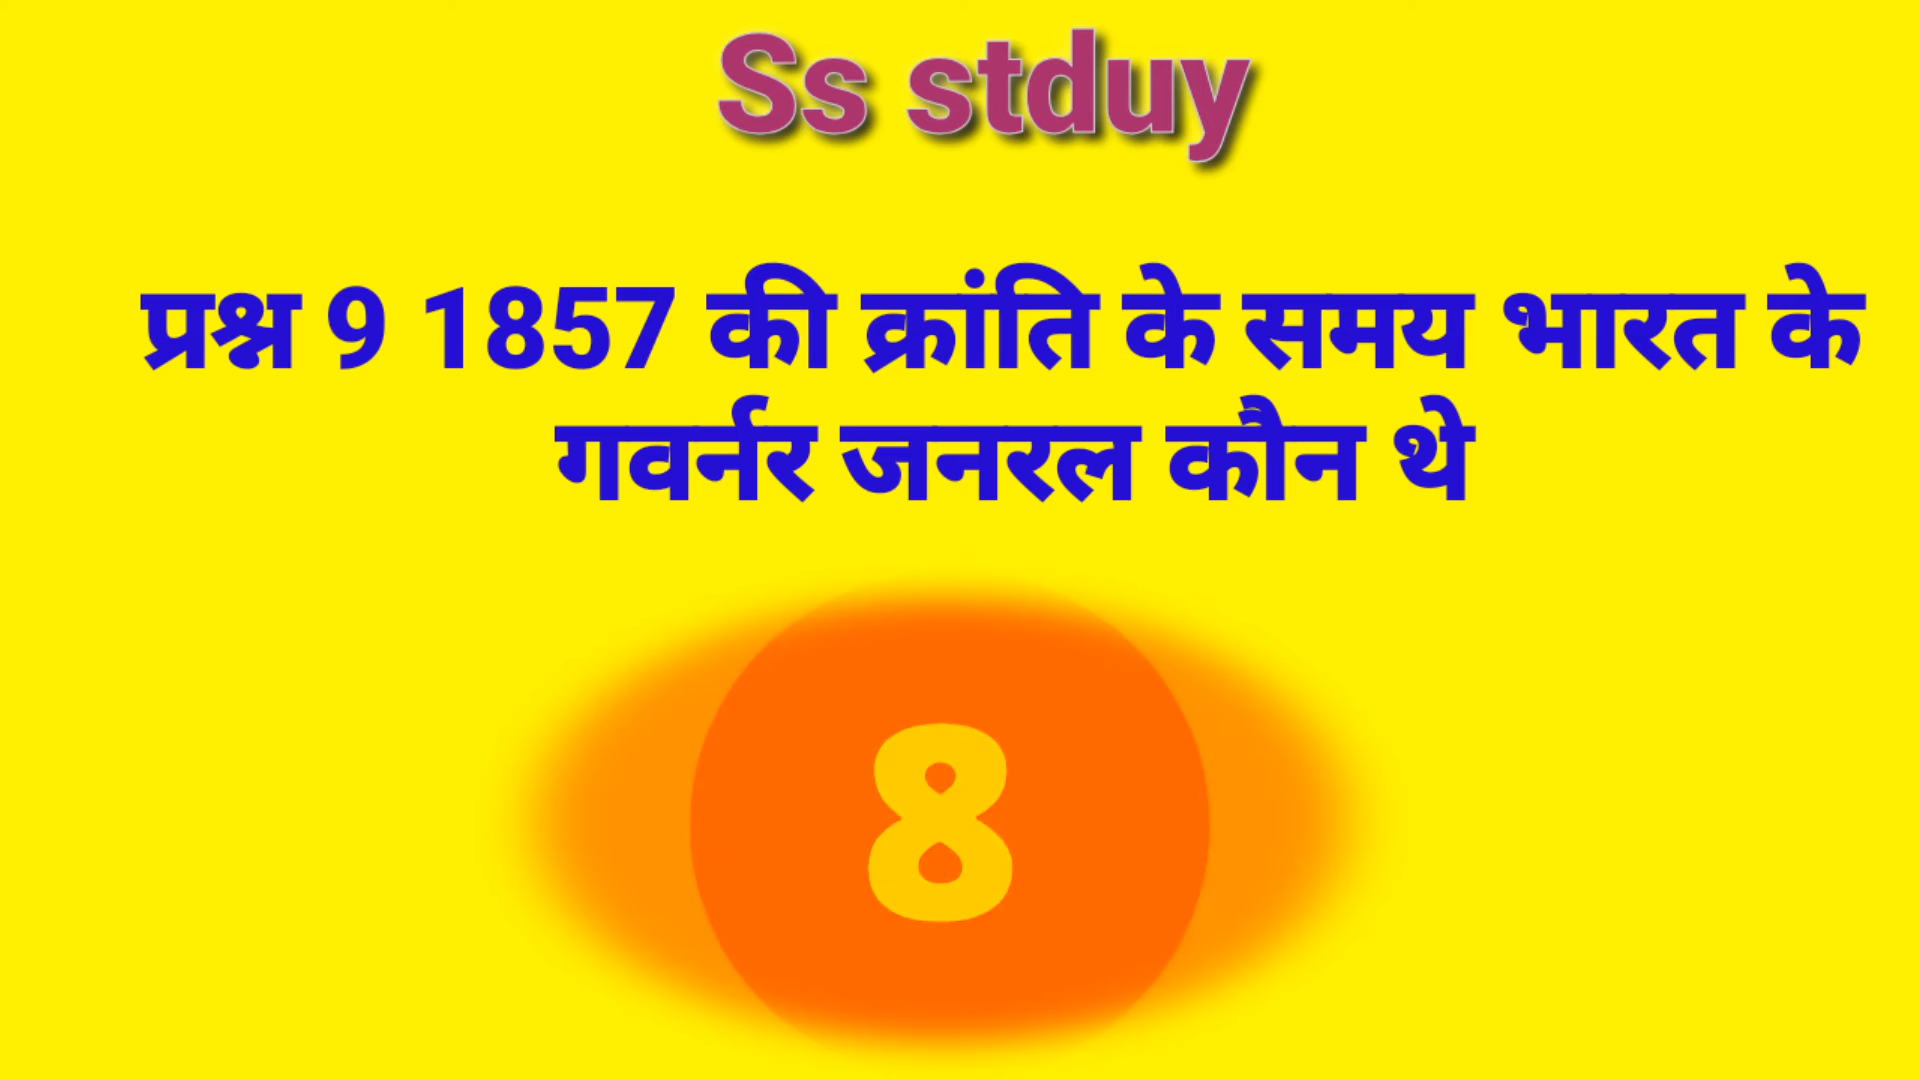 Ss stduy
प्रश्न 9 1857 की क्रांति के समय भारत के
गवर्नर जनरल कौन थे
8